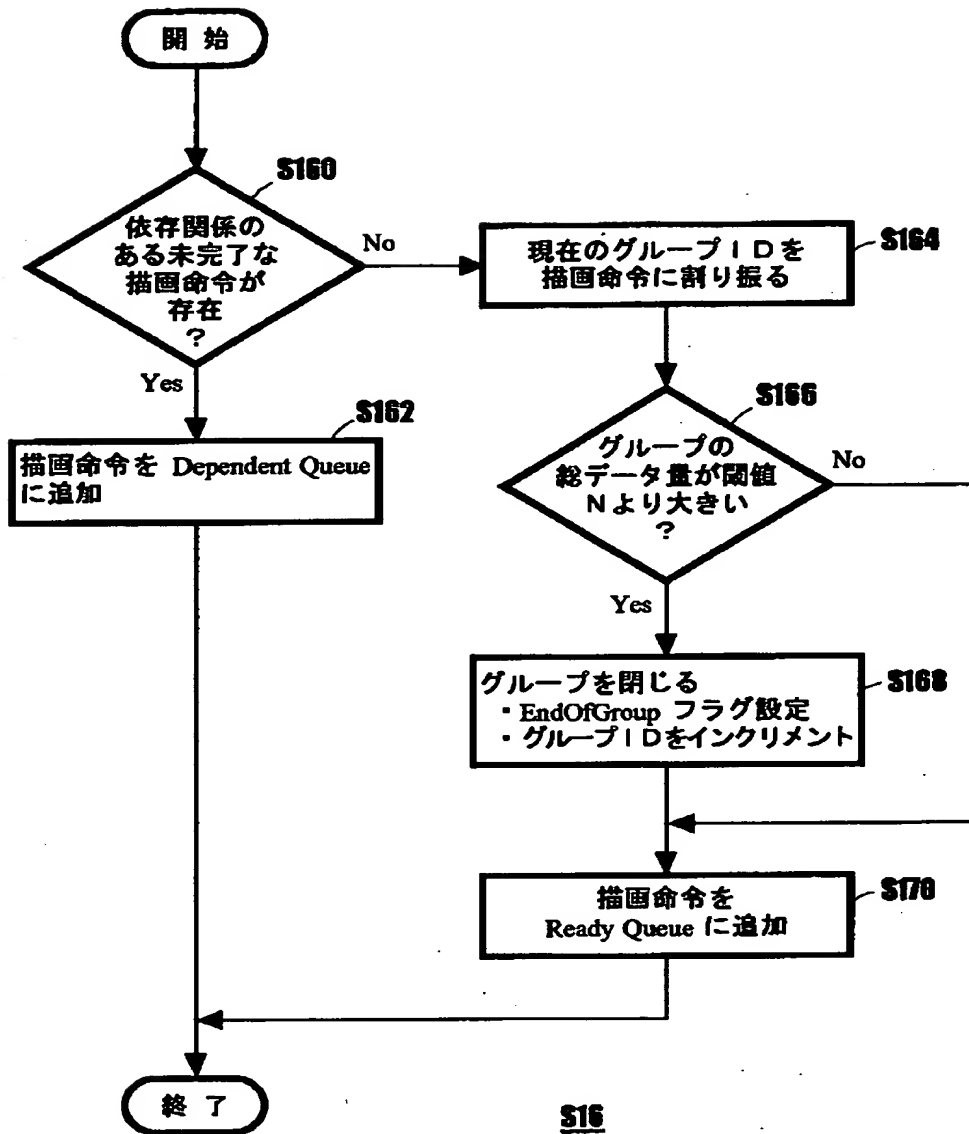 開始
S160
依存関係の
ある未完了な
描画命令が
存在
?
No
Yes
S162
描画命令を Dependent Queue
に追加
S164
現在のグループIDを
描画命令に割り振る
S166
グループの
総データ量が閾値
Nより大きい
?
No
Yes
S168
グループを閉じる
・EndOfGroup フラグ設定
・グループIDをインクリメント
S170
描画命令を
Ready Queue に追加
終了
S16